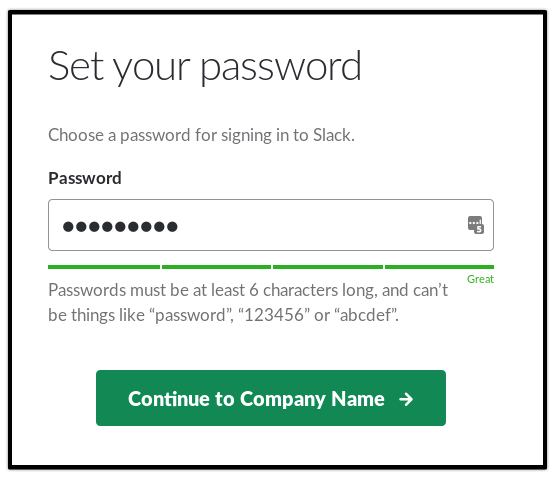 Set your password
Choose a password for signing in to Slack.
Password
●●●●●●●●●
Great
Passwords must be at least 6 characters long, and can’t
be things like “password”, “123456” or “abcdef”.
Continue to Company Name →